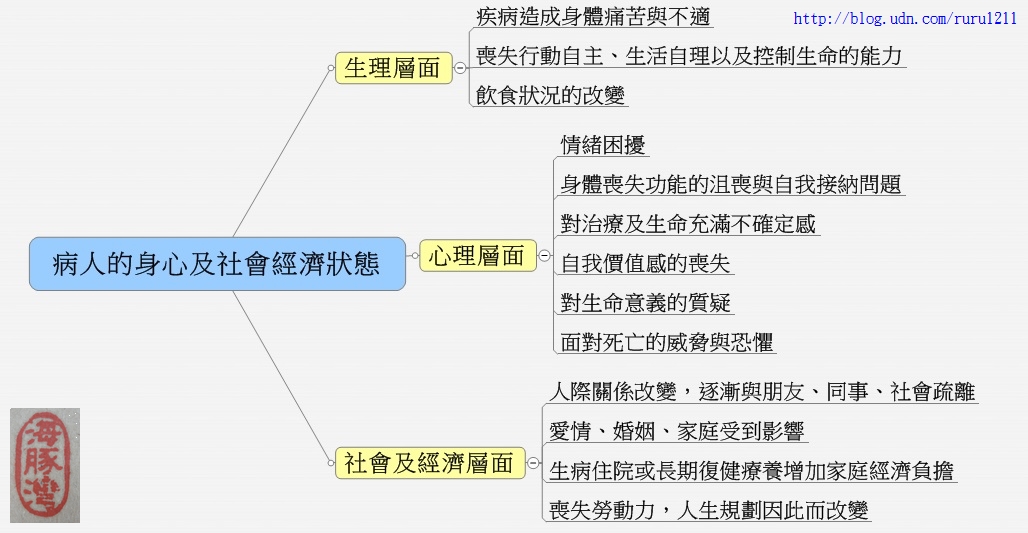 http://blog.udn.com/ruru1211
病人的身心及社會經濟狀態
生理層面
疾病造成身體痛苦與不適
喪失行動自主、生活自理以及控制生命的能力
飲食狀況的改變
心理層面
情緒困擾
身體喪失功能的沮喪與自我接納問題
對治療及生命充滿不確定感
自我價值感的喪失
對生命意義的質疑
面對死亡的威脅與恐懼
社會及經濟層面
人際關係改變，逐漸與朋友、同事、社會疏離
愛情、婚姻、家庭受到影響
生病住院或長期復健療養增加家庭經濟負擔
喪失勞動力，人生規劃因此而改變
海豚灣